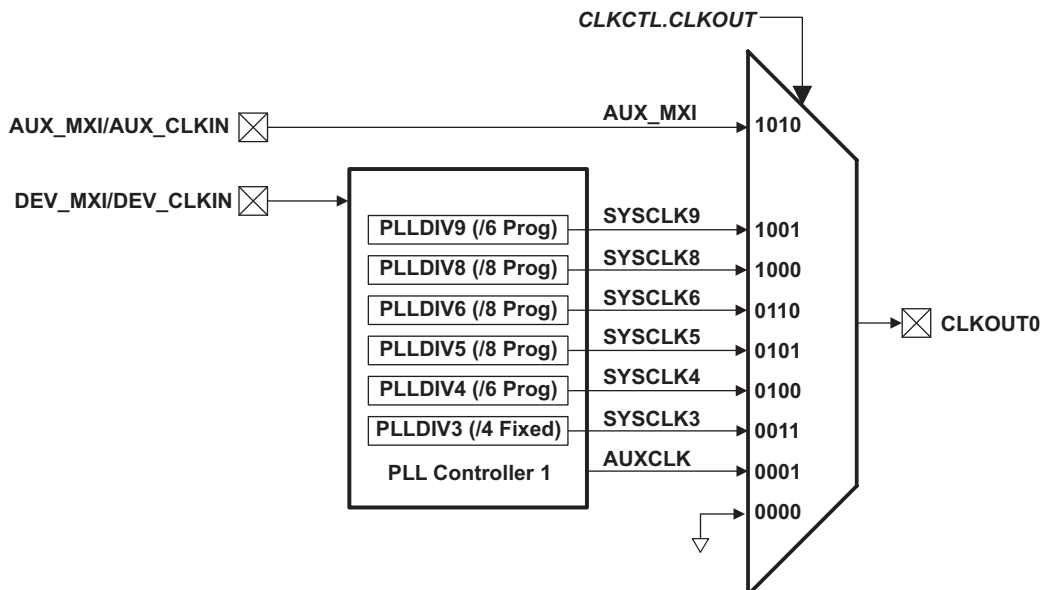 CLKCTL.CLKOUT
AUX_MXI/AUX_CLKIN
AUX_MXI
1010
DEV_MXI/DEV_CLKIN
PLLDIV9 (/6 Prog)
SYSCLK9
1001
PLLDIV8 (/8 Prog)
SYSCLK8
1000
PLLDIV6 (/8 Prog)
SYSCLK6
0110
PLLDIV5 (/8 Prog)
SYSCLK5
0101
PLLDIV4 (/6 Prog)
SYSCLK4
0100
PLLDIV3 (/4 Fixed)
SYSCLK3
0011
PLL Controller 1
AUXCLK
0001
0000
CLKOUT0